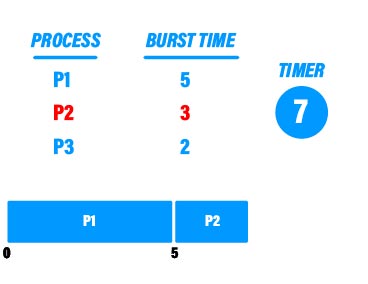 PROCESS BURST TIME
TIMER
P1 5
P2 3
7
P3 2
P1 P2
0 5